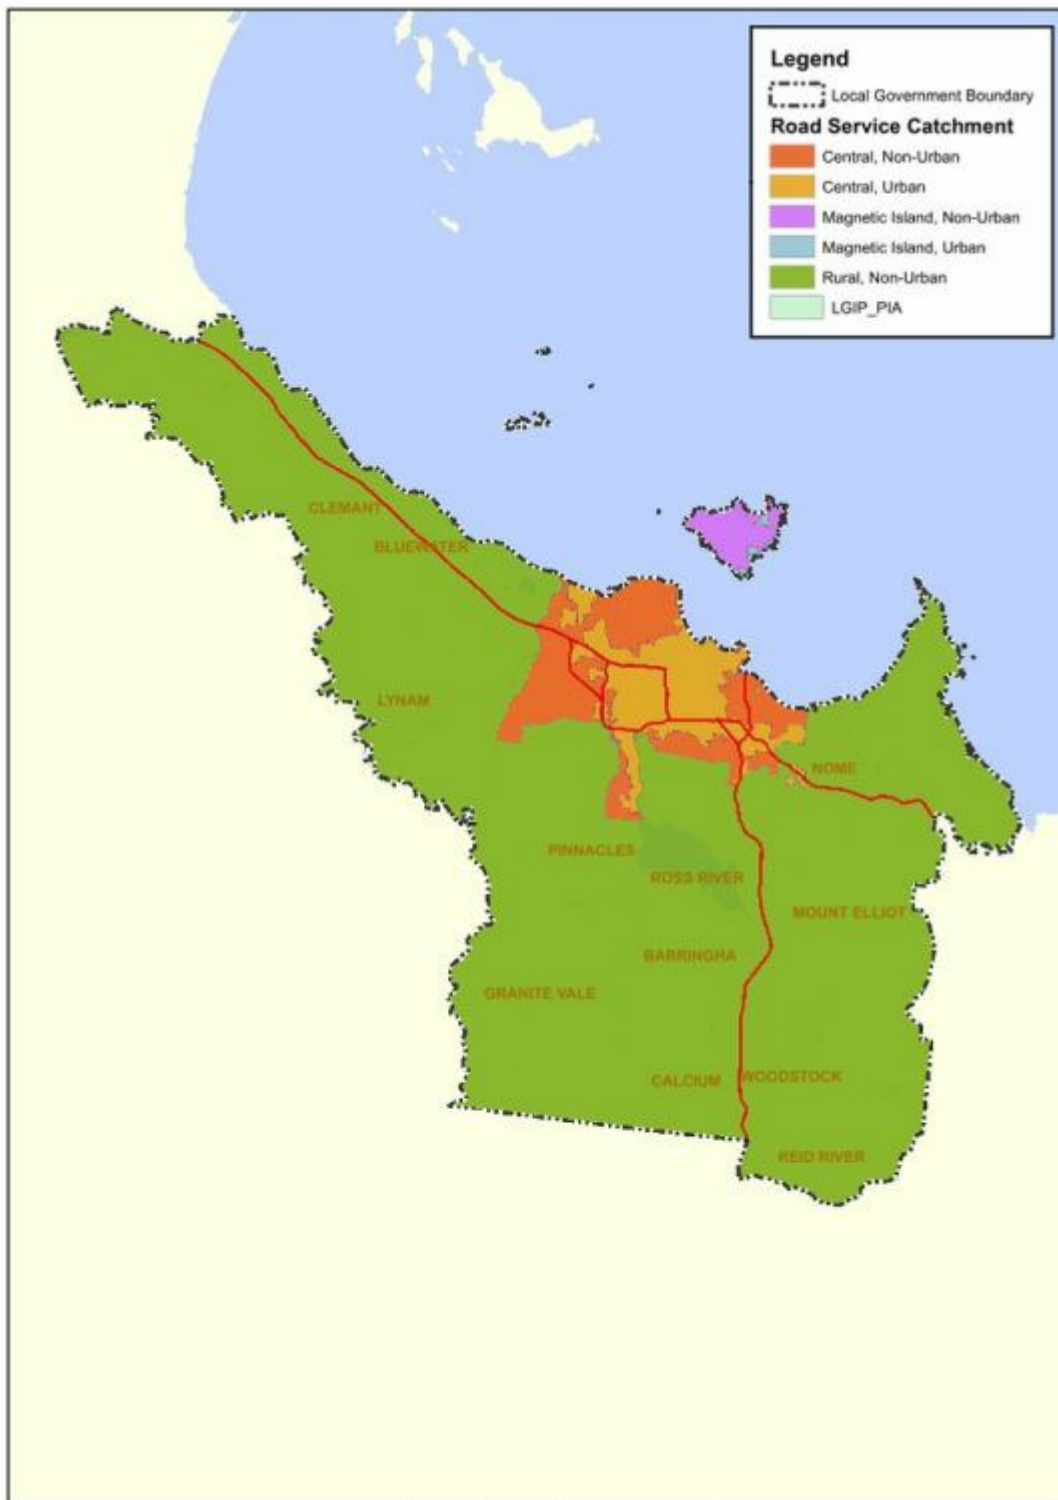 Legend
Local Government Boundary
Road Service Catchment
Central, Non-Urban
Central, Urban
Magnetic Island, Non-Urban
Magnetic Island, Urban
Rural, Non-Urban
LGIP_PIA
CLEMANT
BLUEWATER
LYNAM
NOME
PINNACLES
ROSS RIVER
MOUNT ELLIOT
BARRINGHA
GRANITE VALE
CALCIUM
WOODSTOCK
REID RIVER